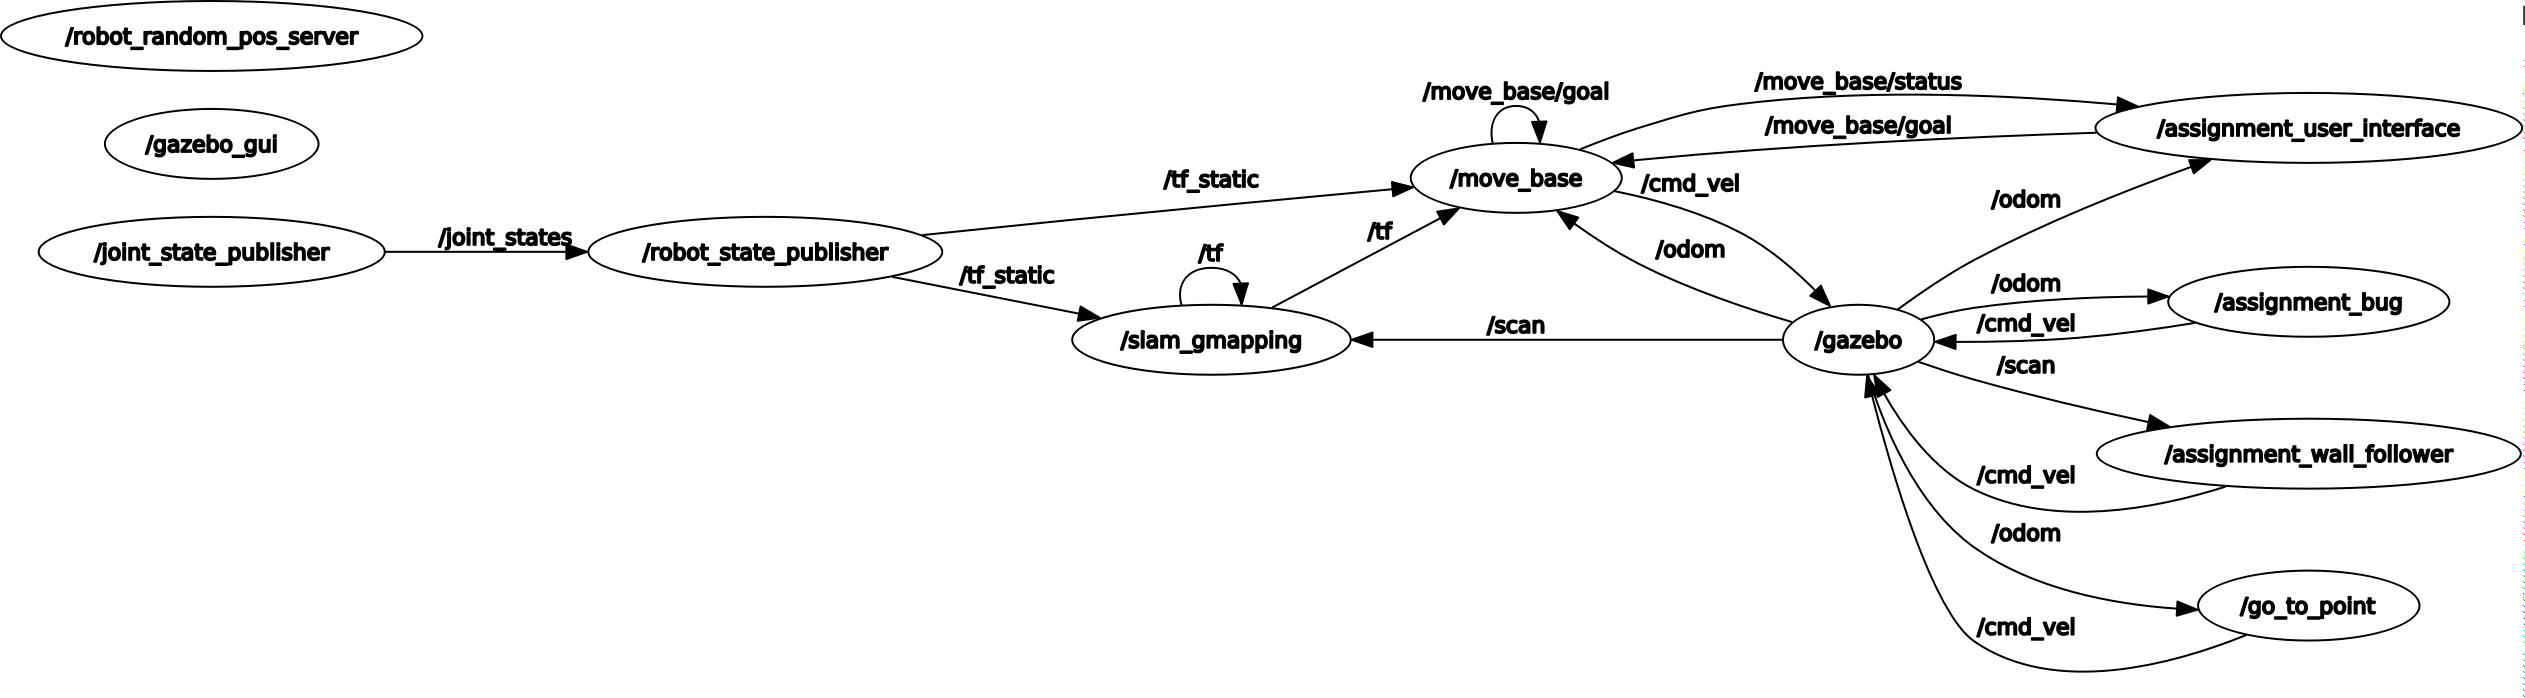 /robot_random_pos_server
/gazebo_gui
/joint_state_publisher
/joint_states
/robot_state_publisher
/tf_static
/tf_static
/tf
/slam_gmapping
/tf
/move_base/goal
/move_base
/move_base/status
/move_base/goal
/cmd_vel
/odom
/scan
/gazebo
/odom
/odom
/cmd_vel
/scan
/cmd_vel
/odom
/cmd_vel
/assignment_user_interface
/assignment_bug
/assignment_wall_follower
/go_to_point